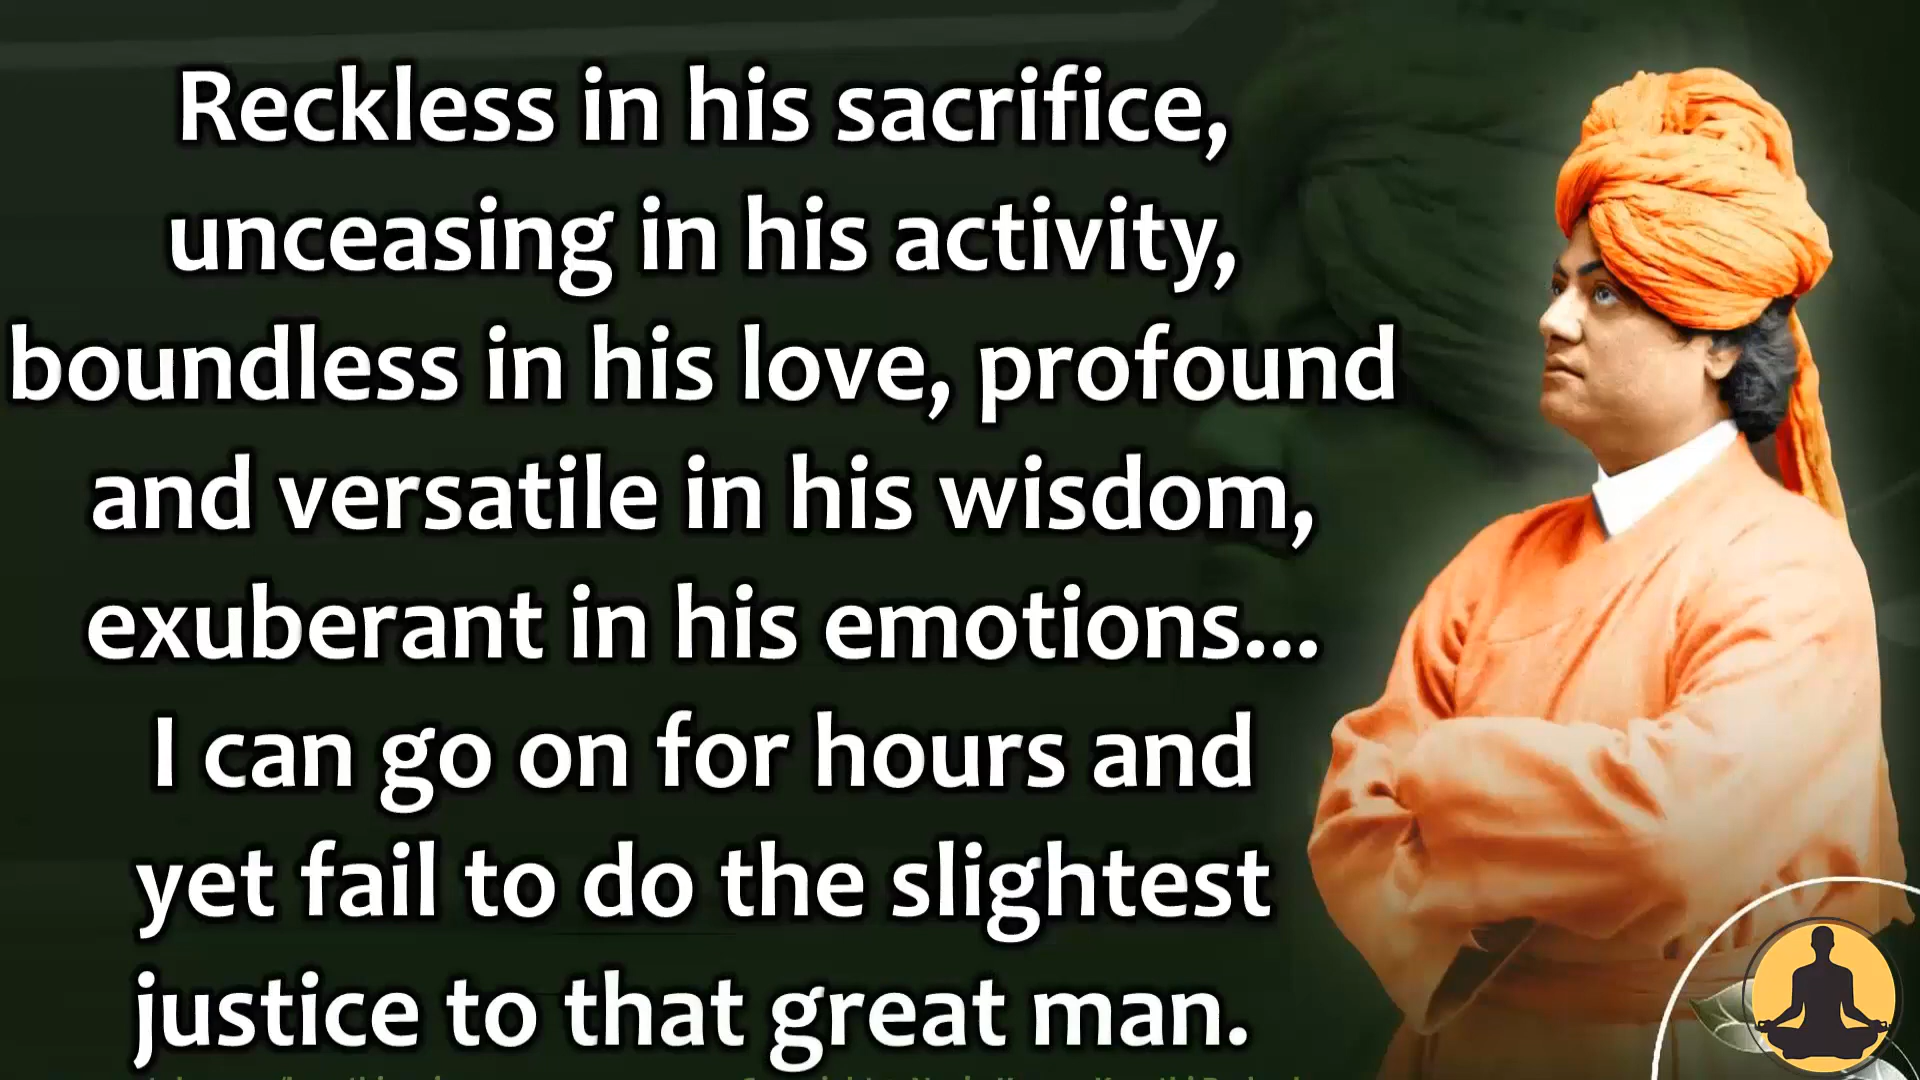 Reckless in his sacrifice,
unceasing in his activity,
boundless in his love, profound
and versatile in his wisdom,
exuberant in his emotions...
I can go on for hours and
yet fail to do the slightest
justice to that great man.